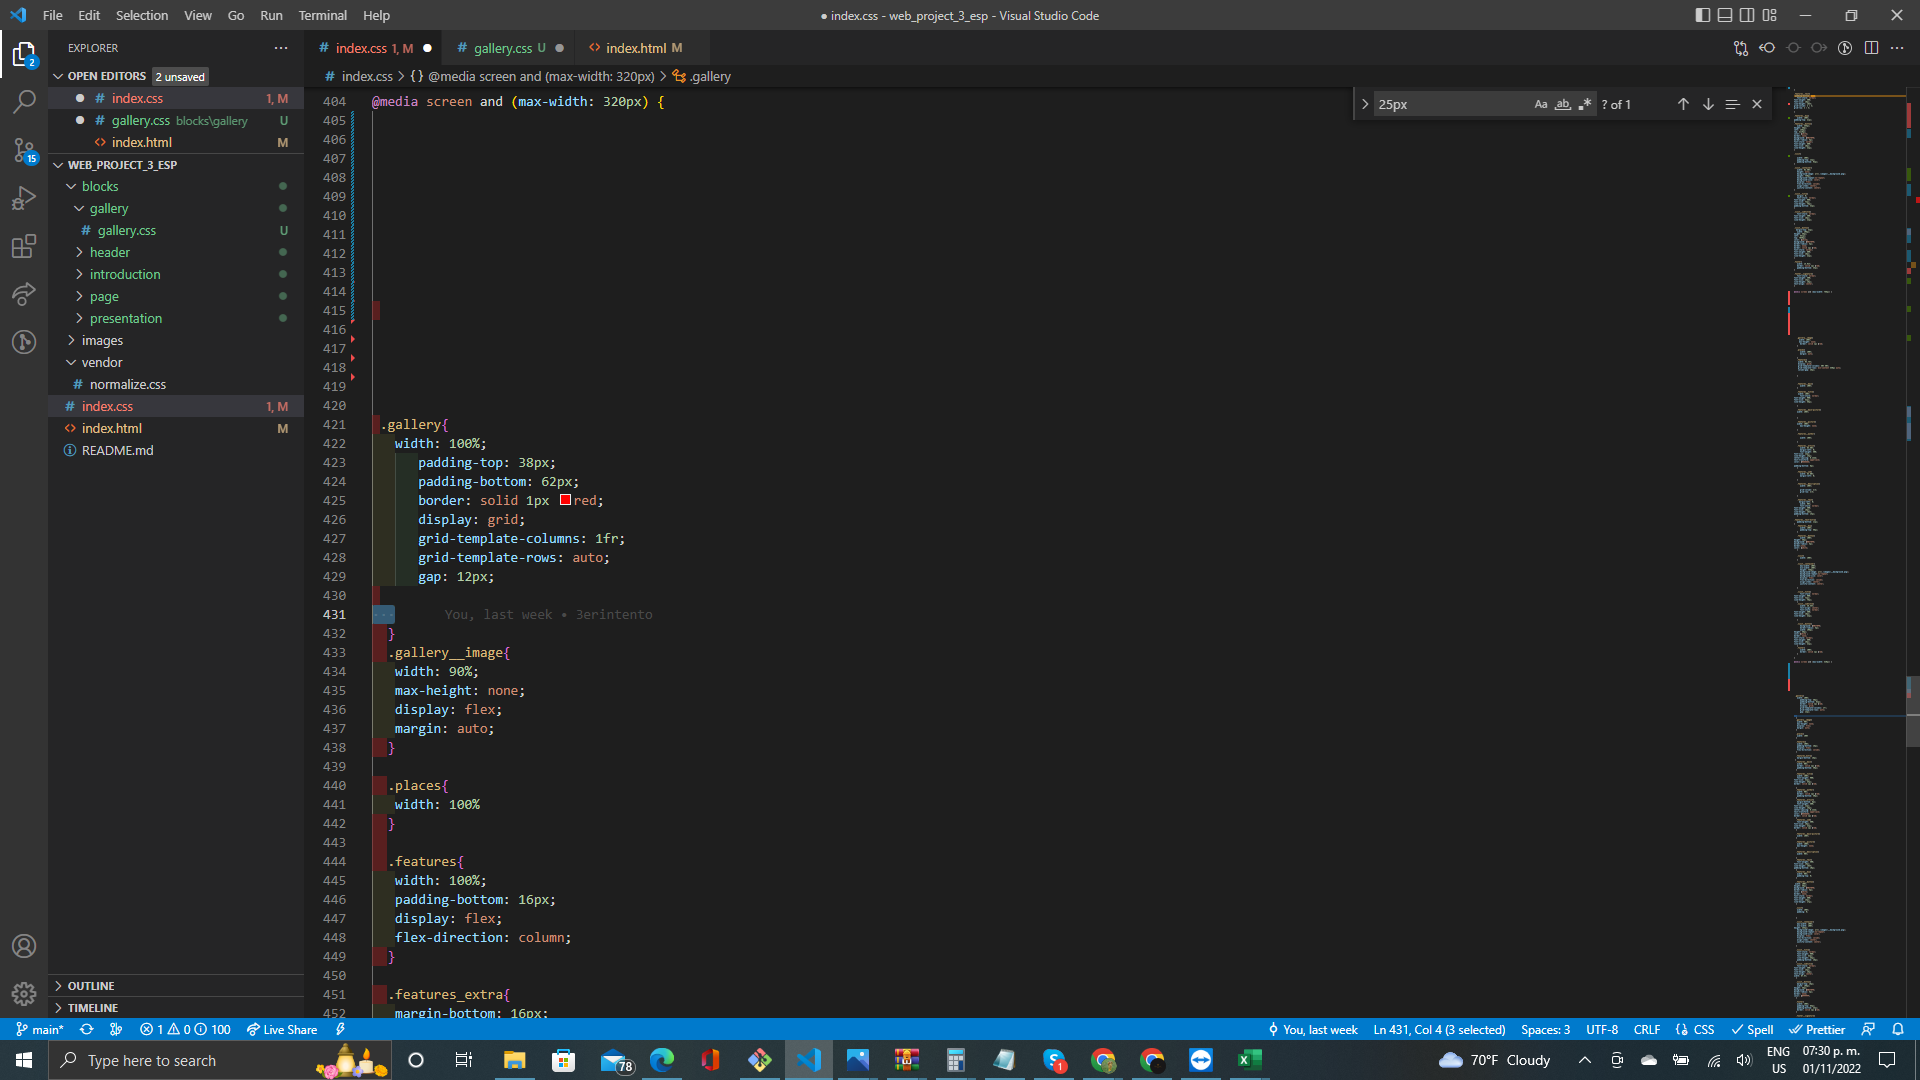 File Edit Selection View Go Run Terminal Help
● index.css - web_project_3_esp - Visual Studio Code
EXPLORER
OPEN EDITORS 2 unsaved
# index.css 1, M
# gallery.css blocks\gallery U
<> index.html M
WEB_PROJECT_3_ESP
blocks
gallery
# gallery.css U
header
introduction
page
presentation
images
vendor
# normalize.css
# index.css 1, M
<> index.html M
README.md
OUTLINE
TIMELINE
2
15
# index.css 1, M ●
# gallery.css U ●
<> index.html M
# index.css > {} @media screen and (max-width: 320px) > .gallery
25px Aa ab ? of 1
404 @media screen and (max-width: 320px) {
405
406
407
408
409
410
411
412
413
414
415
416
417
418
419
420
421 .gallery{
422 width: 100%;
423 padding-top: 38px;
424 padding-bottom: 62px;
425 border: solid 1px red;
426 display: grid;
427 grid-template-columns: 1fr;
428 grid-template-rows: auto;
429 gap: 12px;
430
431 You, last week • 3erintento
432 }
433 .gallery__image{
434 width: 90%;
435 max-height: none;
436 display: flex;
437 margin: auto;
438 }
439
440 .places{
441 width: 100%
442 }
443
444 .features{
445 width: 100%;
446 padding-bottom: 16px;
447 display: flex;
448 flex-direction: column;
449 }
450
451 .features_extra{
452 margin-bottom: 16px;
main* 1 0 100 Live Share
You, last week Ln 431, Col 4 (3 selected) Spaces: 3 UTF-8 CRLF {} CSS Spell Prettier
Type here to search
78
1
70°F Cloudy
ENG US
07:30 p. m.
01/11/2022